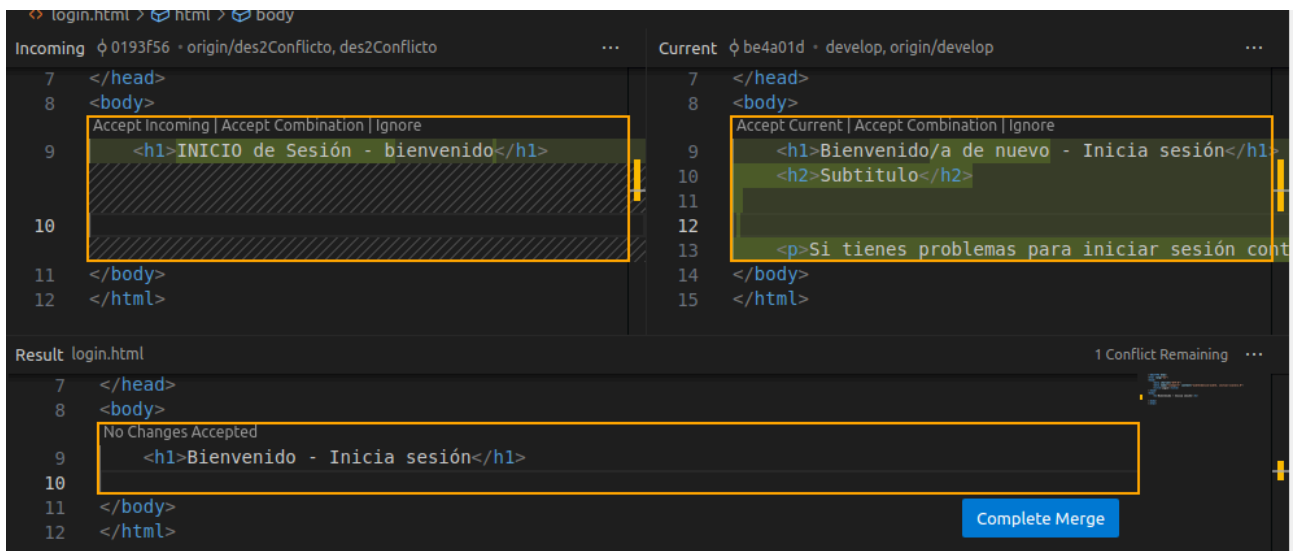 login.html > html > body
Incoming 0193f56 • origin/des2Conflicto, des2Conflicto ···
7 </head>
8 <body>
Accept Incoming | Accept Combination | Ignore
9 <h1>INICIO de Sesión - bienvenido</h1>
10
11 </body>
12 </html>
Current be4a01d • develop, origin/develop ···
7 </head>
8 <body>
Accept Current | Accept Combination | Ignore
9 <h1>Bienvenido/a de nuevo - Inicia sesión</h1>
10 <h2>Subtitulo</h2>
11
12
13 <p>Si tienes problemas para iniciar sesión cont
14 </body>
15 </html>
Result login.html 1 Conflict Remaining ···
7 </head>
8 <body>
No Changes Accepted
9 <h1>Bienvenido - Inicia sesión</h1>
10
11 </body>
12 </html>
Complete Merge